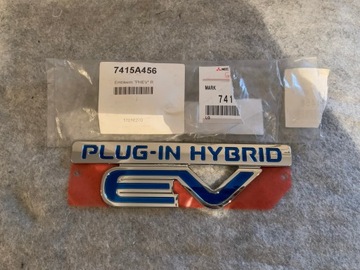 7415A456
MARK
741
PLUG-IN HYBRID
EV